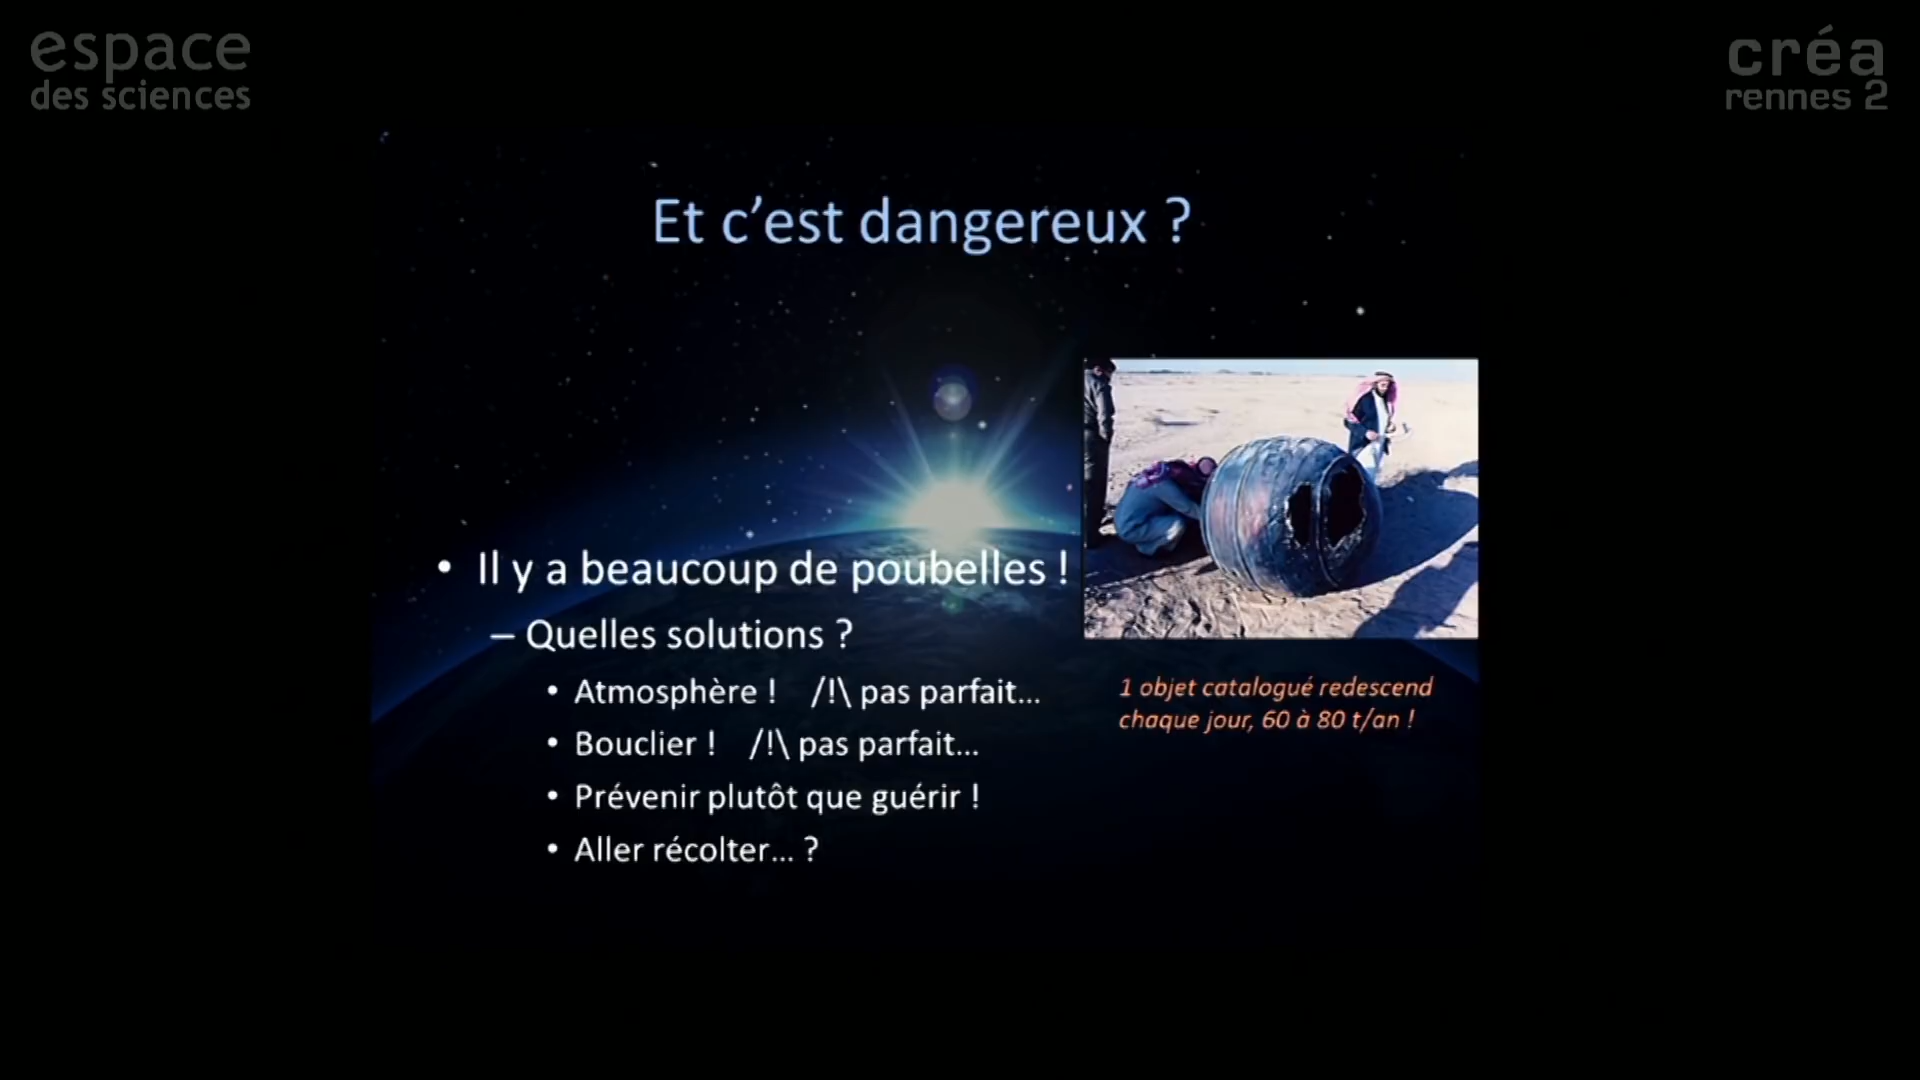 espace
des sciences
créa
rennes 2
Et c’est dangereux ?
• Il y a beaucoup de poubelles !
– Quelles solutions ?
• Atmosphère ! /!\ pas parfait...
• Bouclier ! /!\ pas parfait...
• Prévenir plutôt que guérir !
• Aller récolter... ?
1 objet catalogué redescend
chaque jour, 60 à 80 t/an !